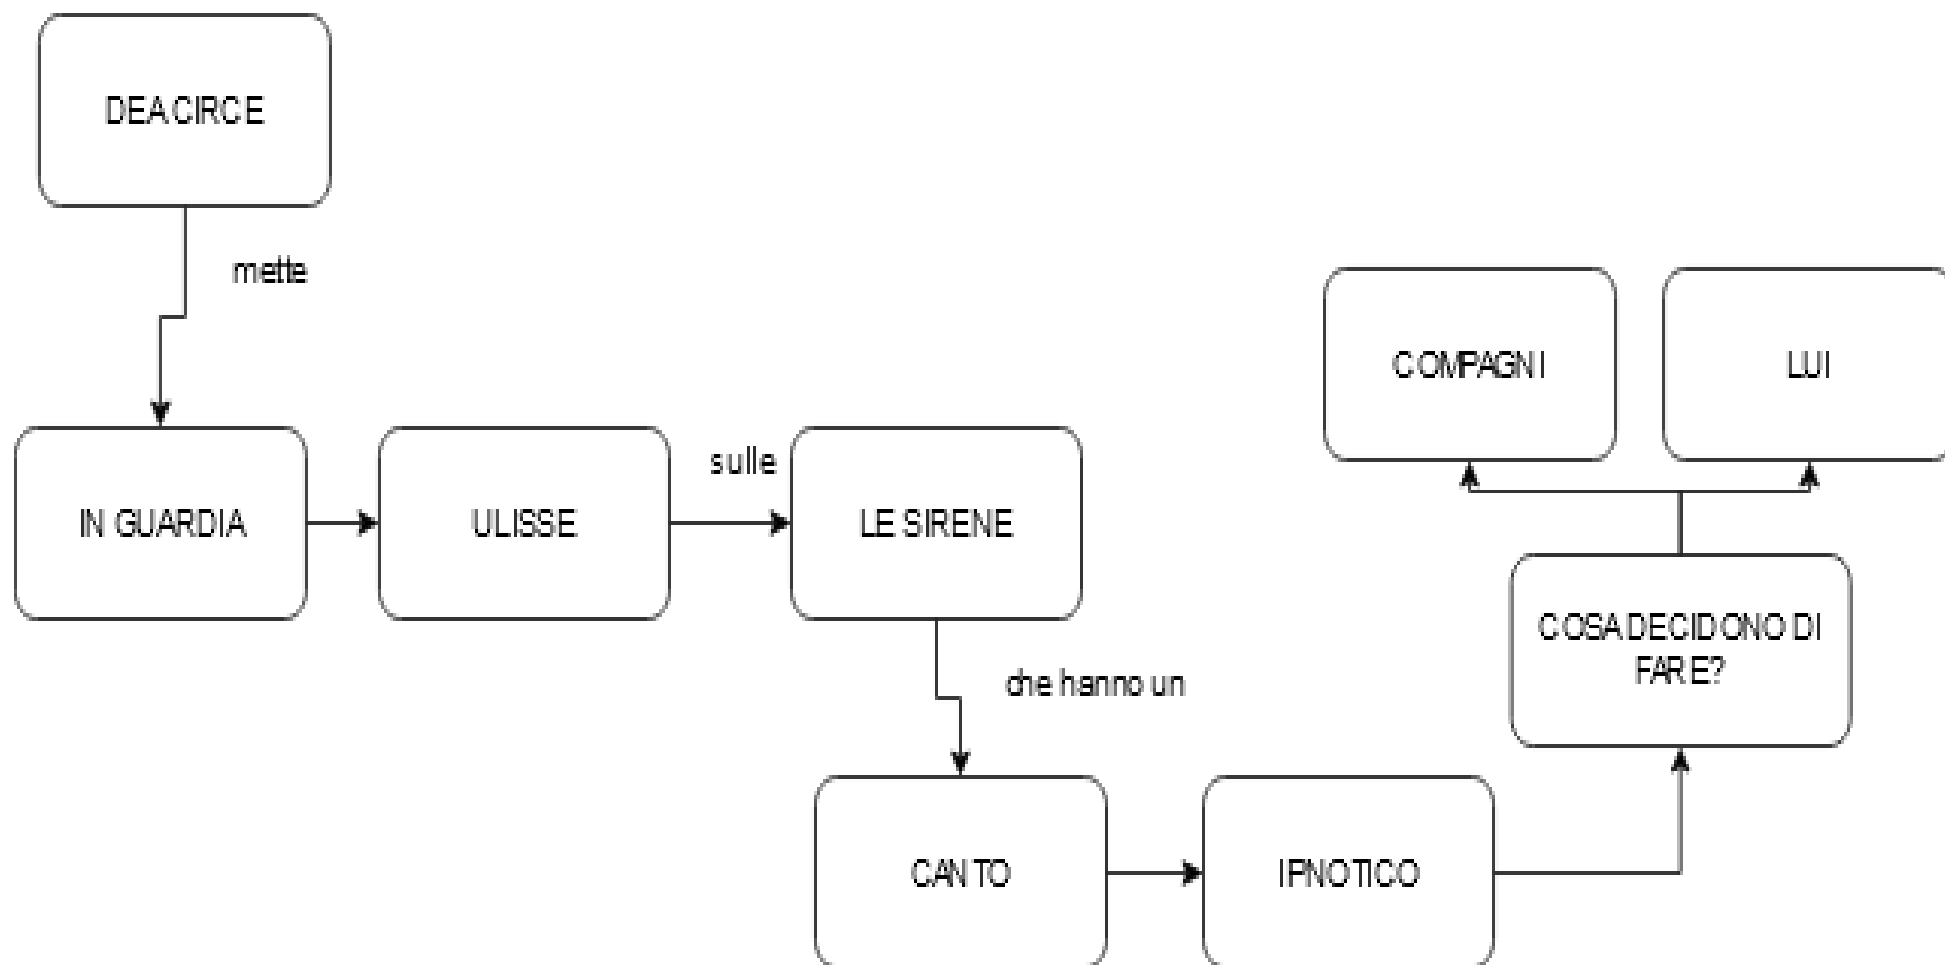 DEA CIRCE
mette
IN GUARDIA
ULISSE
sulle
LE SIRENE
che hanno un
CANTO
IPNOTICO
COSA DECIDONO DI
FARE?
COMPAGNI
LUI